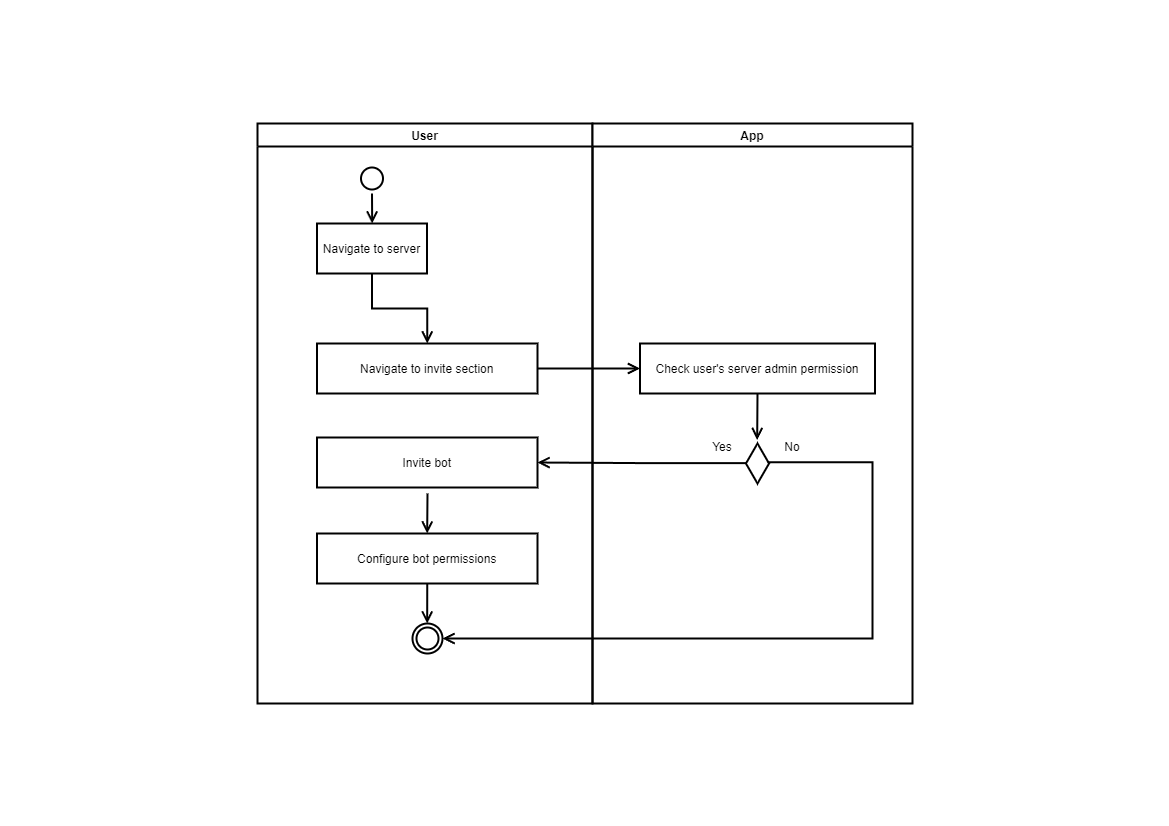 User
App
Navigate to server
Navigate to invite section
Check user's server admin permission
Yes
No
Invite bot
Configure bot permissions